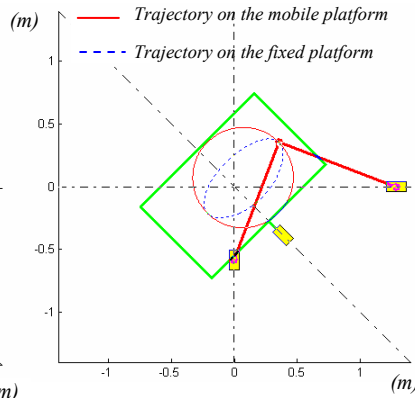 (m)
Trajectory on the mobile platform
Trajectory on the fixed platform
1
0.5
0
-0.5
-1
-1
-0.5
0
0.5
1
(m)
m)